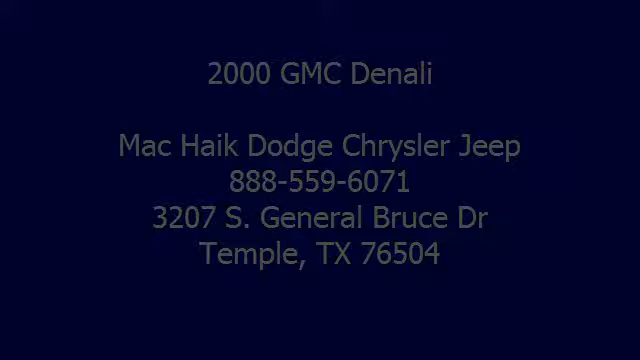 2000 GMC Denali
Mac Haik Dodge Chrysler Jeep
888-559-6071
3207 S. General Bruce Dr
Temple, TX 76504